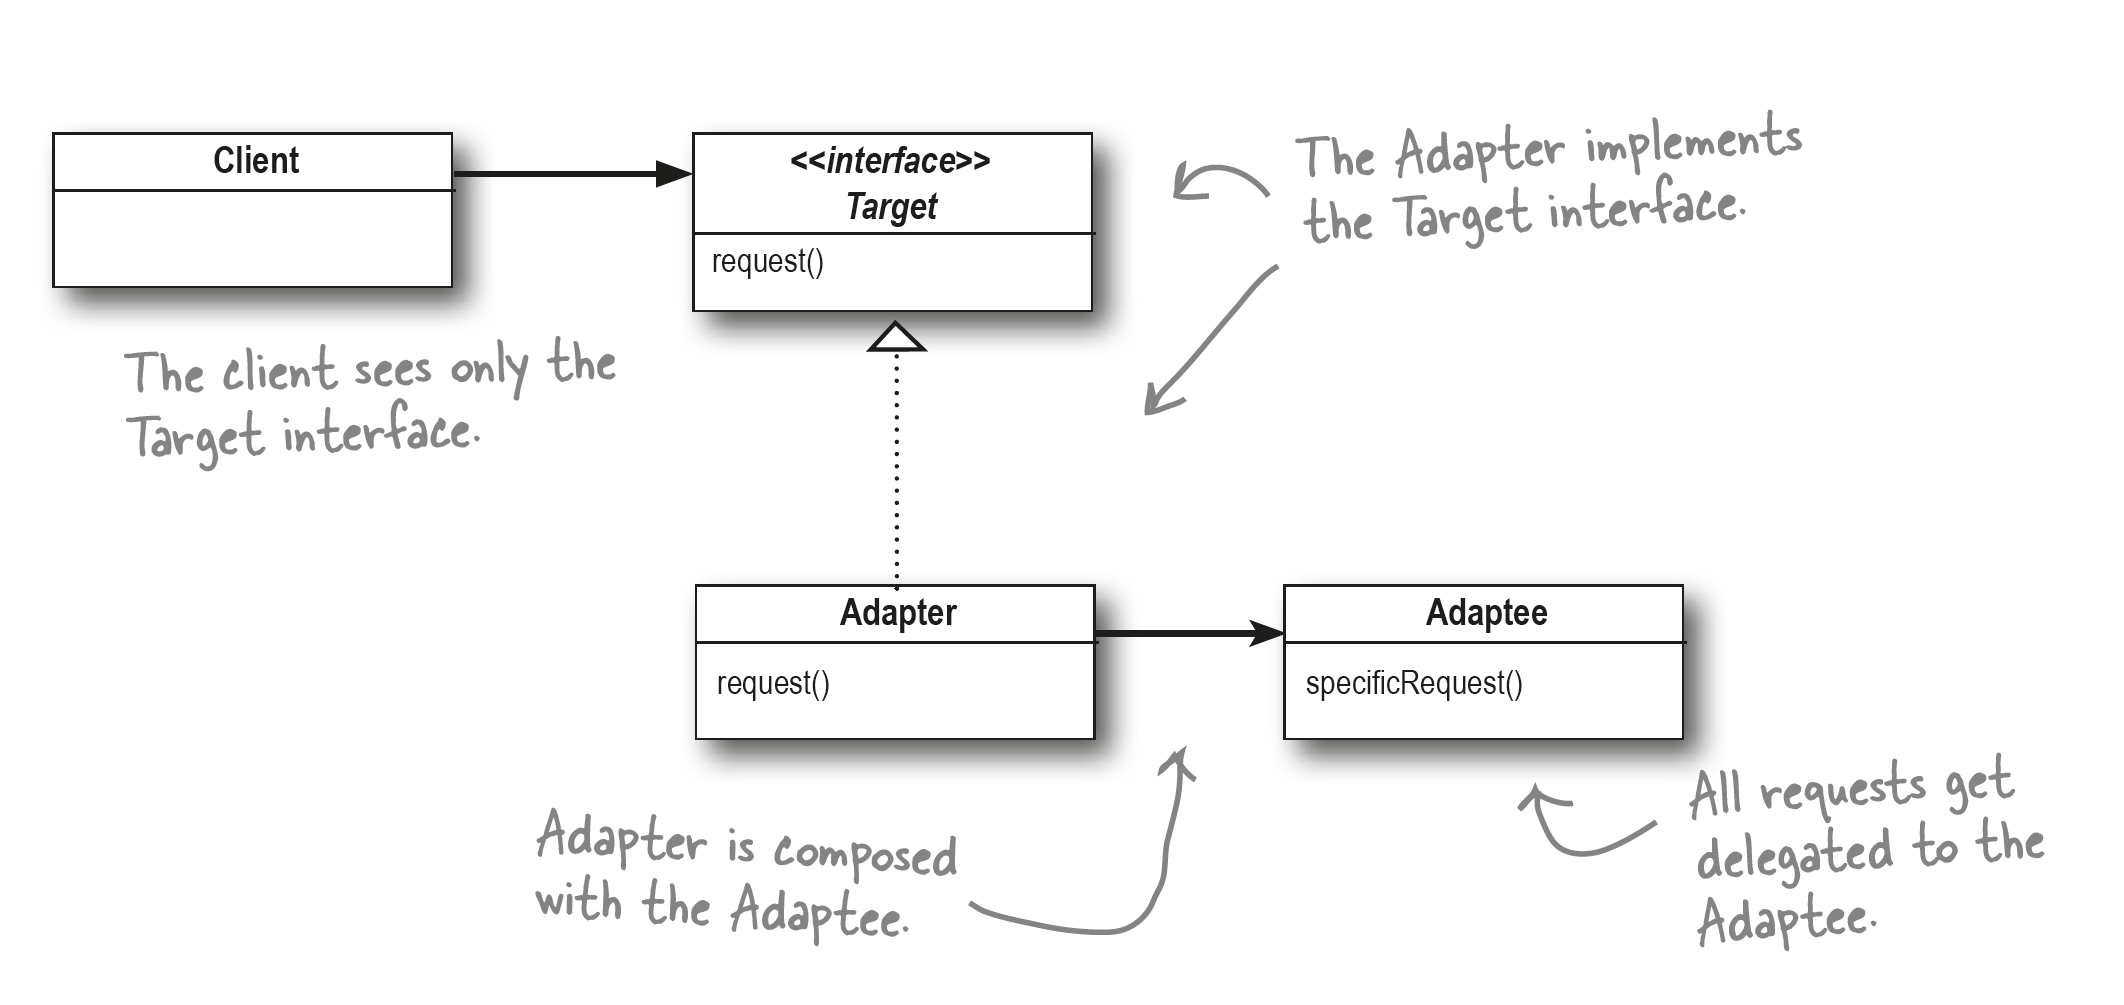 Client
<<interface>>
Target
request()
The Adapter implements
the Target interface.
The client sees only the
Target interface.
Adapter
request()
Adaptee
specificRequest()
Adapter is composed
with the Adaptee.
All requests get
delegated to the
Adaptee.